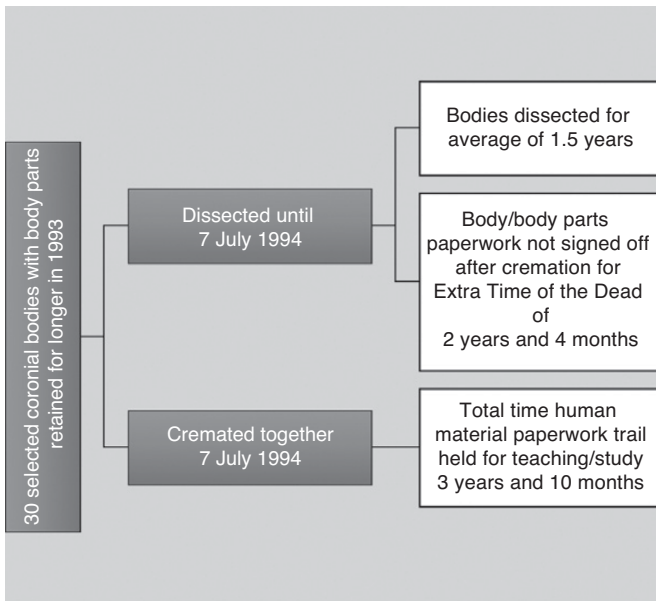 30 selected coronial bodies with body parts
retained for longer in 1993
Dissected until
7 July 1994
Bodies dissected for
average of 1.5 years
Body/body parts
paperwork not signed off
after cremation for
Extra Time of the Dead
of
2 years and 4 months
Cremated together
7 July 1994
Total time human
material paperwork trail
held for teaching/study
3 years and 10 months